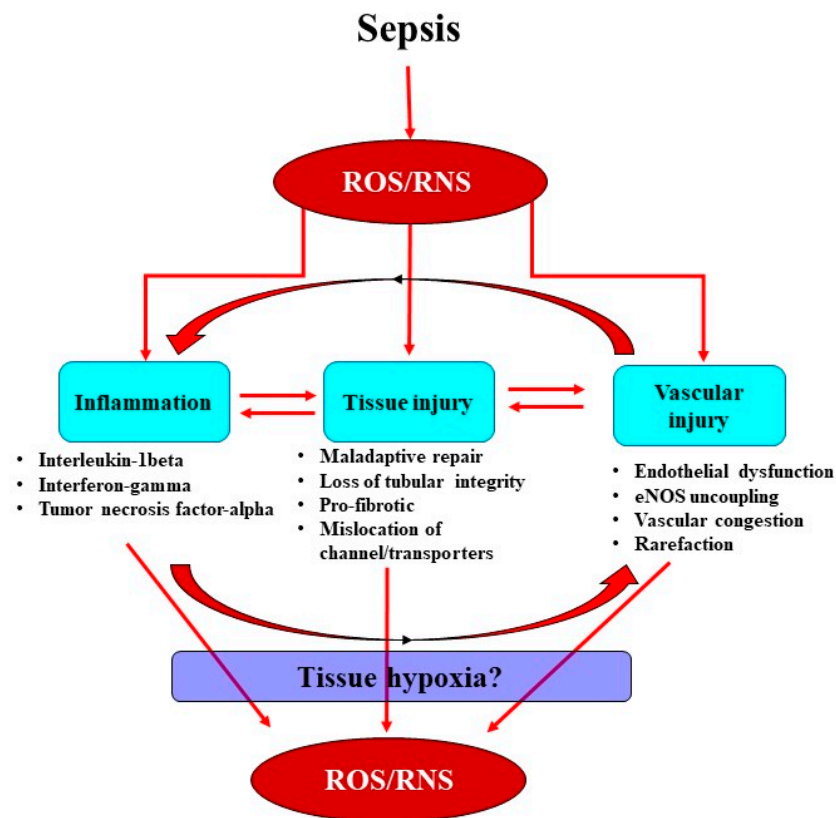 Sepsis
ROS/RNS
Inflammation
• Interleukin-1beta
• Interferon-gamma
• Tumor necrosis factor-alpha
Tissue injury
• Maladaptive repair
• Loss of tubular integrity
• Pro-fibrotic
• Mislocation of
channel/transporters
Vascular
injury
• Endothelial dysfunction
• eNOS uncoupling
• Vascular congestion
• Rarefaction
Tissue hypoxia?
ROS/RNS